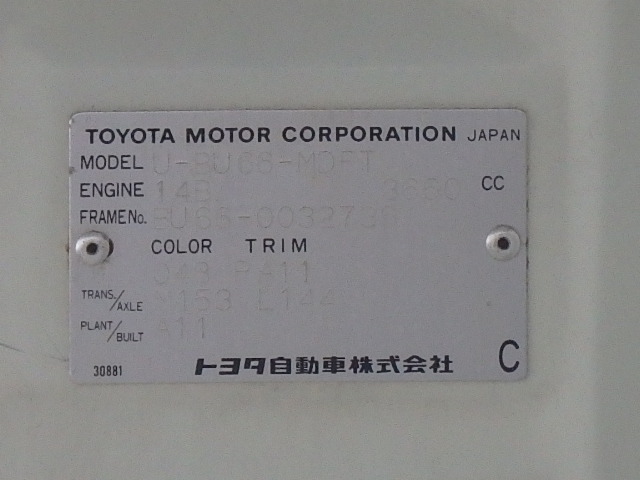 TOYOTA MOTOR CORPORATION JAPAN
MODEL U-BU66-MDFT
ENGINE 14B 3660 CC
FRAME No.
COLOR TRIM
TRANS./AXLE
PLANT/BUILT A11
30881 トヨタ自動車株式会社 C